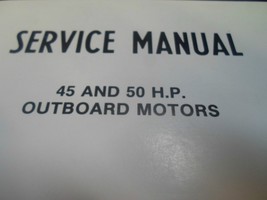 SERVICE MANUAL
45 AND 50 H.P.
OUTBOARD MOTORS